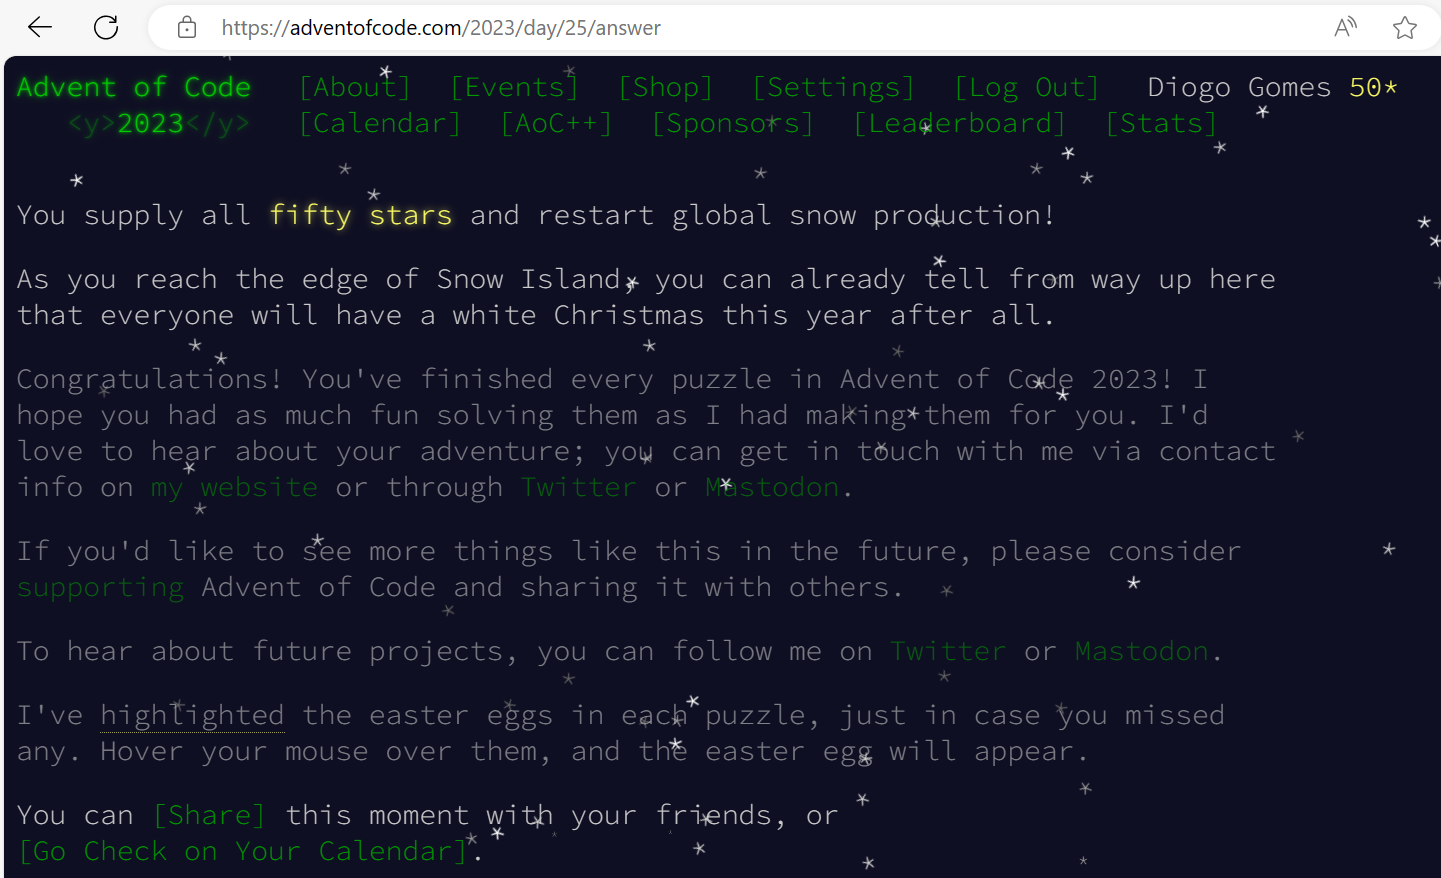 https://adventofcode.com/2023/day/25/answer
Advent of Code [About] [Events] [Shop] [Settings] [Log Out] Diogo Gomes 50*
<y>2023</y> [Calendar] [AoC++] [Sponsors] [Leaderboard] [Stats]
You supply all fifty stars and restart global snow production!
As you reach the edge of Snow Island, you can already tell from way up here
that everyone will have a white Christmas this year after all.
Congratulations! You've finished every puzzle in Advent of Code 2023! I
hope you had as much fun solving them as I had making them for you. I'd
love to hear about your adventure; you can get in touch with me via contact
info on my website or through Twitter or Mastodon.
If you'd like to see more things like this in the future, please consider
supporting Advent of Code and sharing it with others.
To hear about future projects, you can follow me on Twitter or Mastodon.
I've highlighted the easter eggs in each puzzle, just in case you missed
any. Hover your mouse over them, and the easter egg will appear.
You can [Share] this moment with your friends, or
[Go Check on Your Calendar].